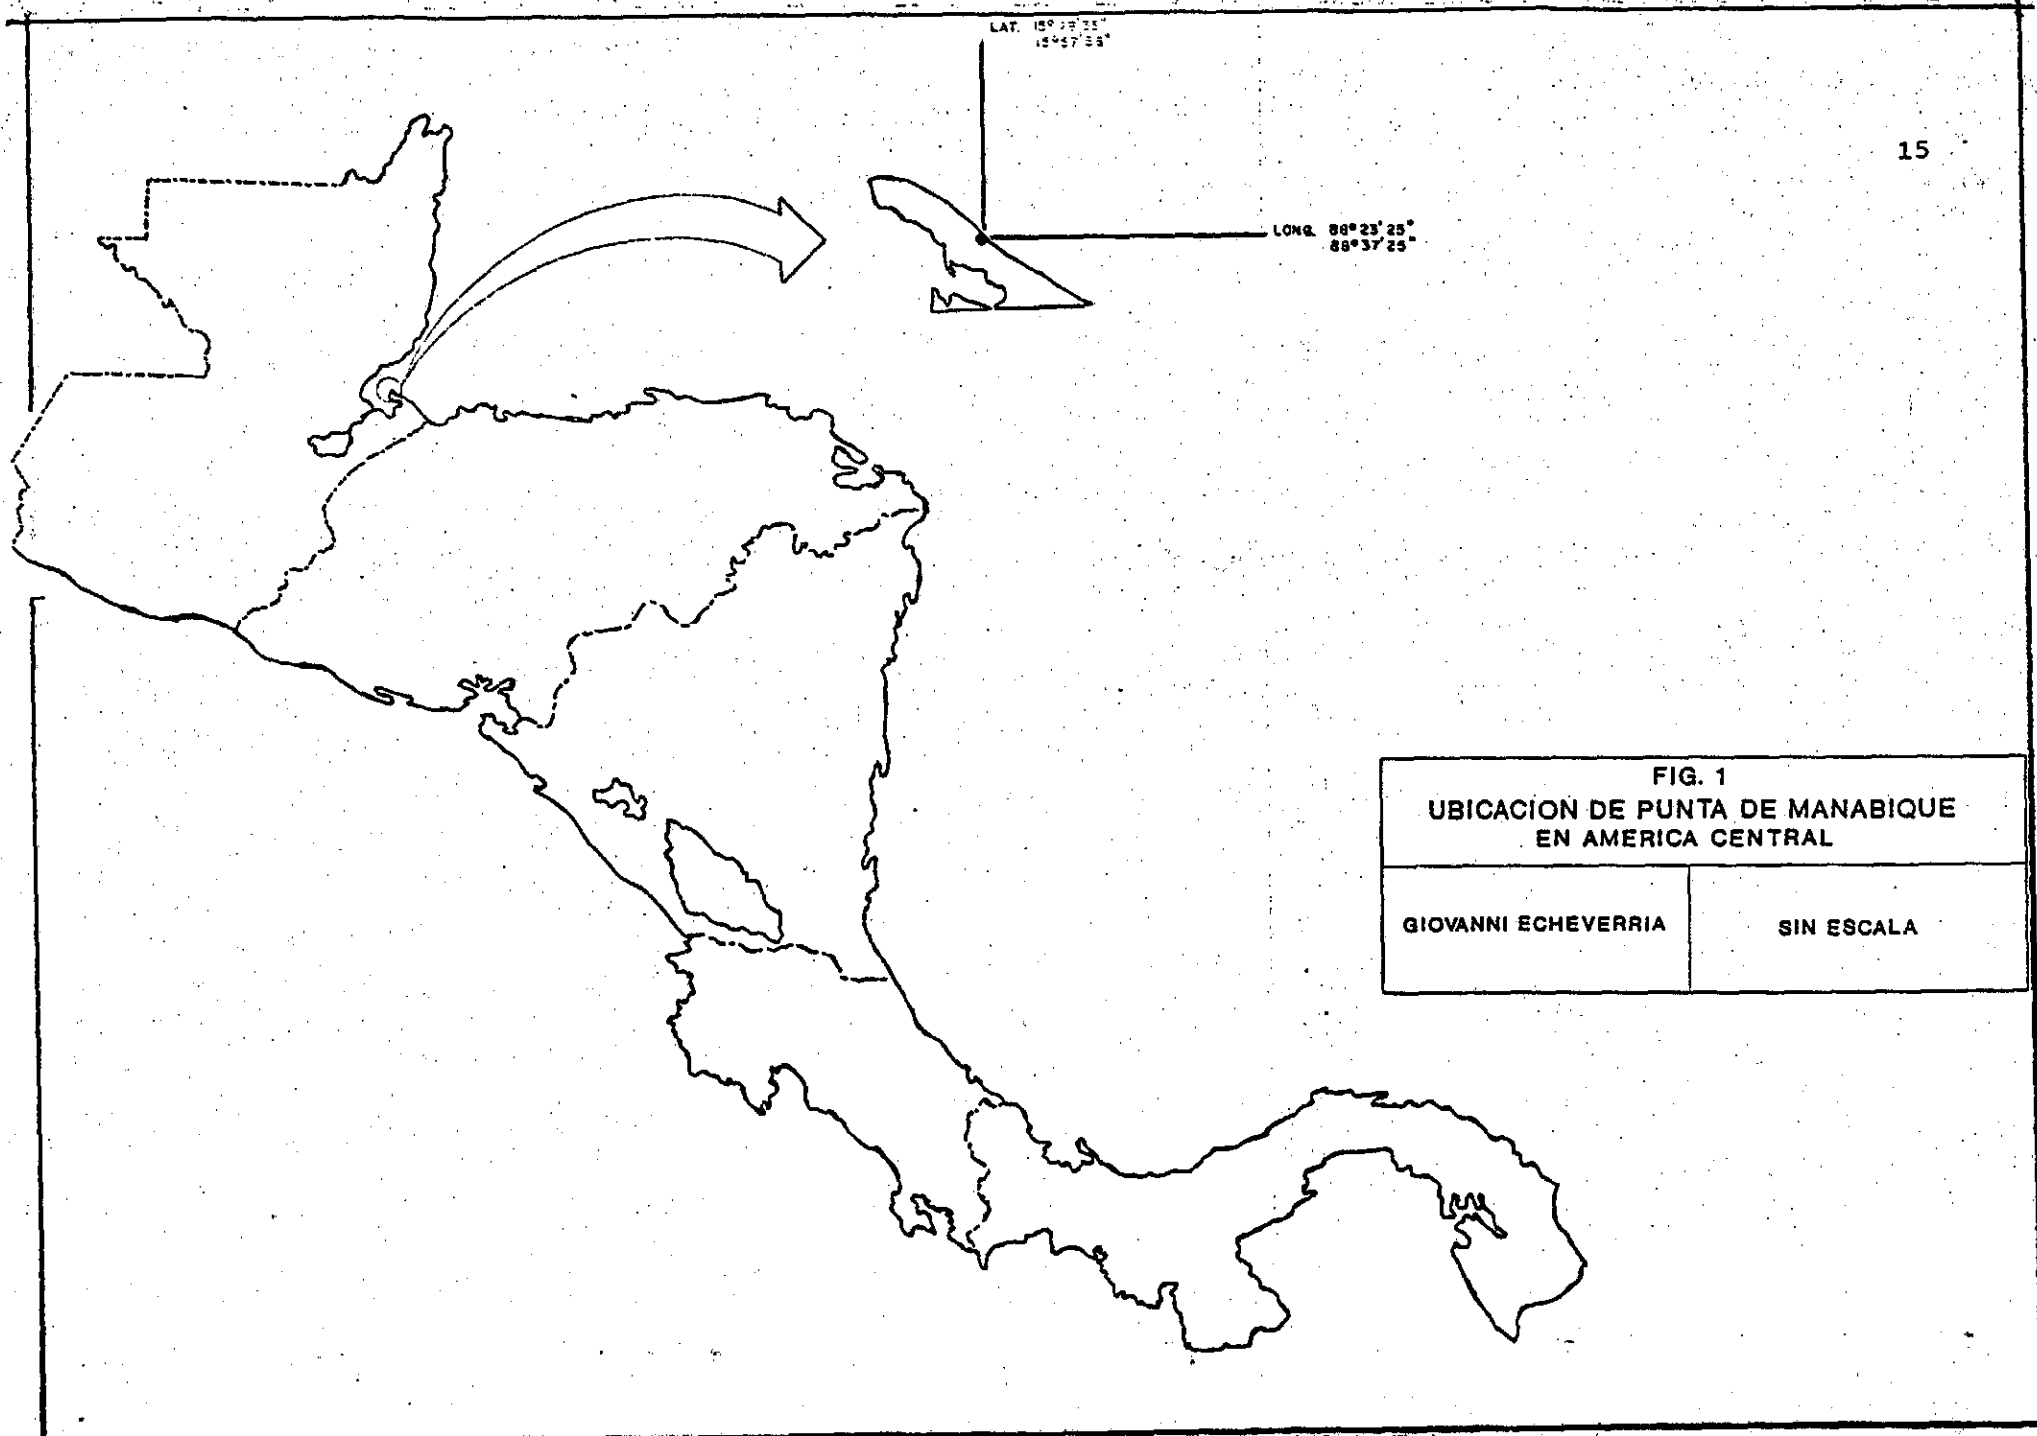 LAT.
15
LONG. 88° 23' 25"
88° 37' 25"
FIG. 1
UBICACION DE PUNTA DE MANABIQUE
EN AMERICA CENTRAL
GIOVANNI ECHEVERRIA
SIN ESCALA